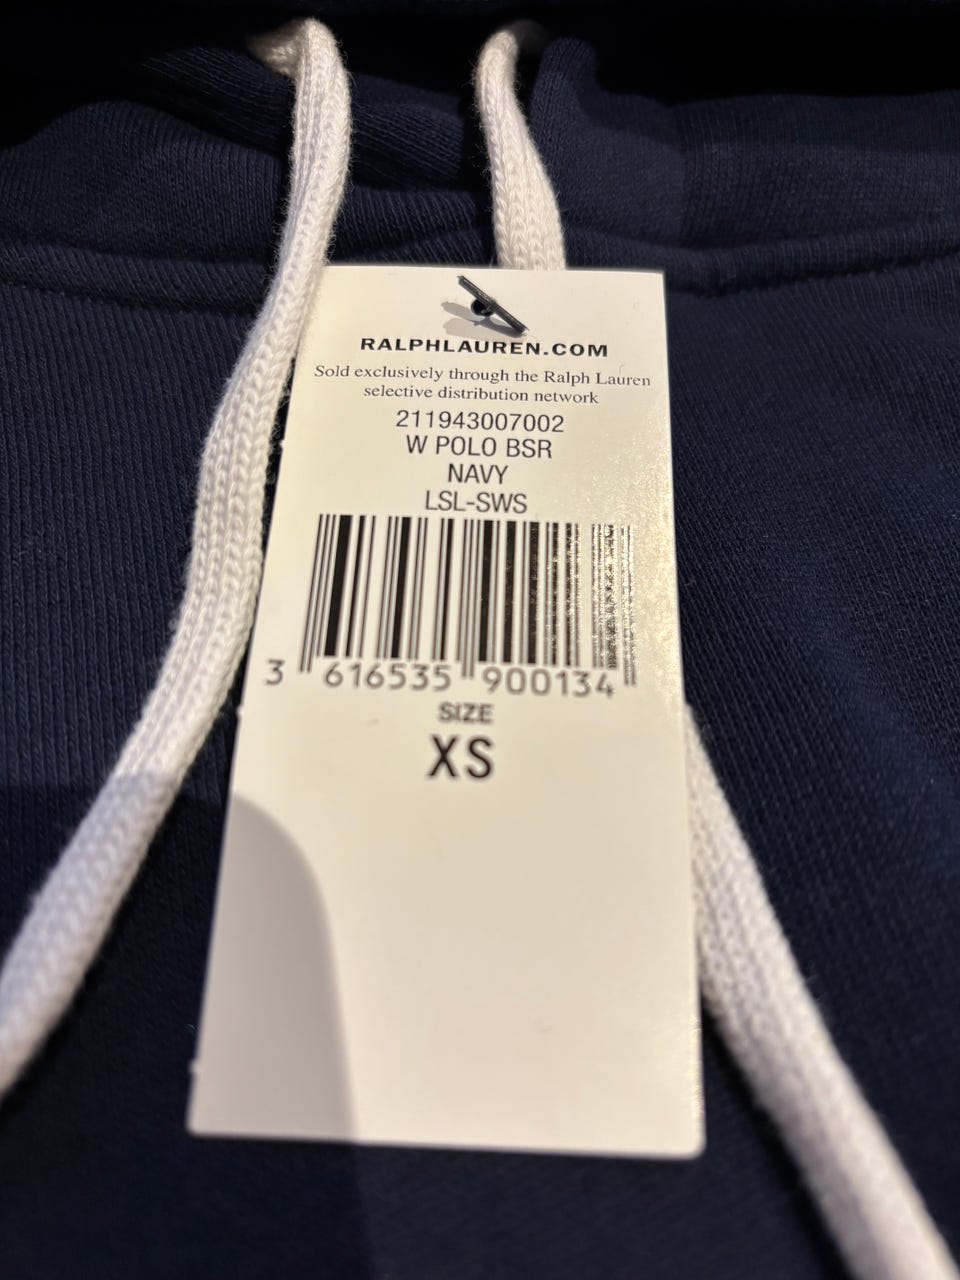 RALPHLAUREN.COM
Sold exclusively through the Ralph Lauren
selective distribution network
211943007002
W POLO BSR
NAVY
LSL-SWS
3 616535 900134
SIZE
XS